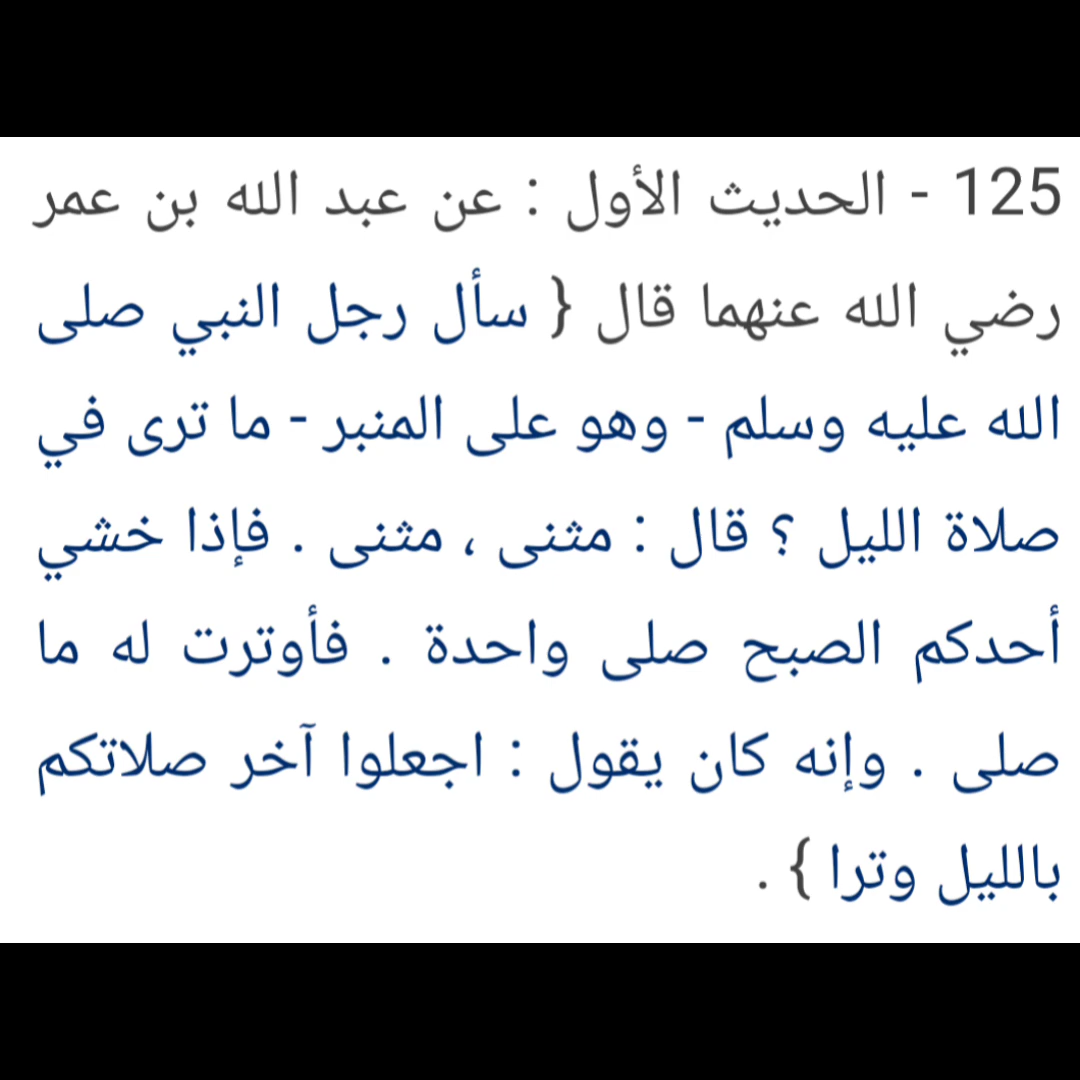 125 - الحديث الأول : عن عبد الله بن عمر
رضي الله عنهما قال { سأل رجل النبي صلى
الله عليه وسلم - وهو على المنبر - ما ترى في
صلاة الليل ؟ قال : مثنى ، مثنى . فإذا خشي
أحدكم الصبح صلى واحدة . فأوترت له ما
صلى . وإنه كان يقول : اجعلوا آخر صلاتكم
بالليل وترا } .